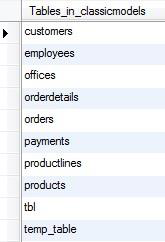 Tables_in_classicmodels
customers
employees
offices
orderdetails
orders
payments
productlines
products
tbl
temp_table